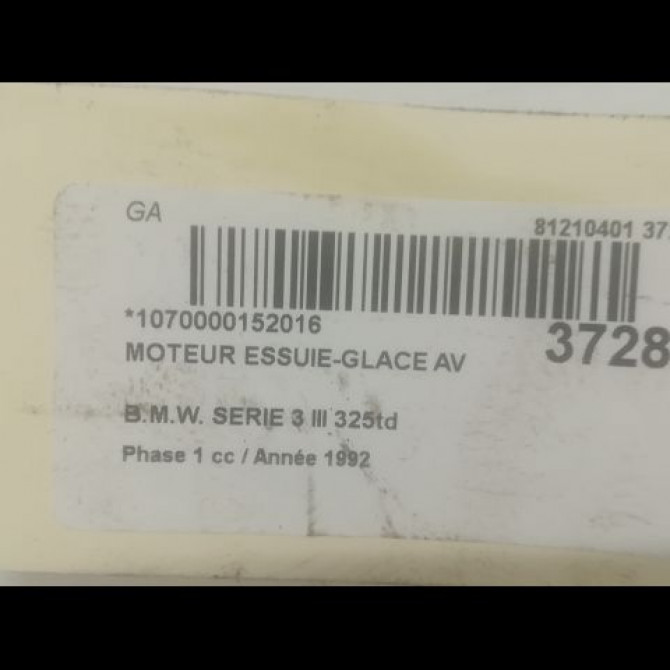 GA
81210401 37
*1070000152016
3728
MOTEUR ESSUIE-GLACE AV
B.M.W. SERIE 3 III 325td
Phase 1 cc / Année 1992